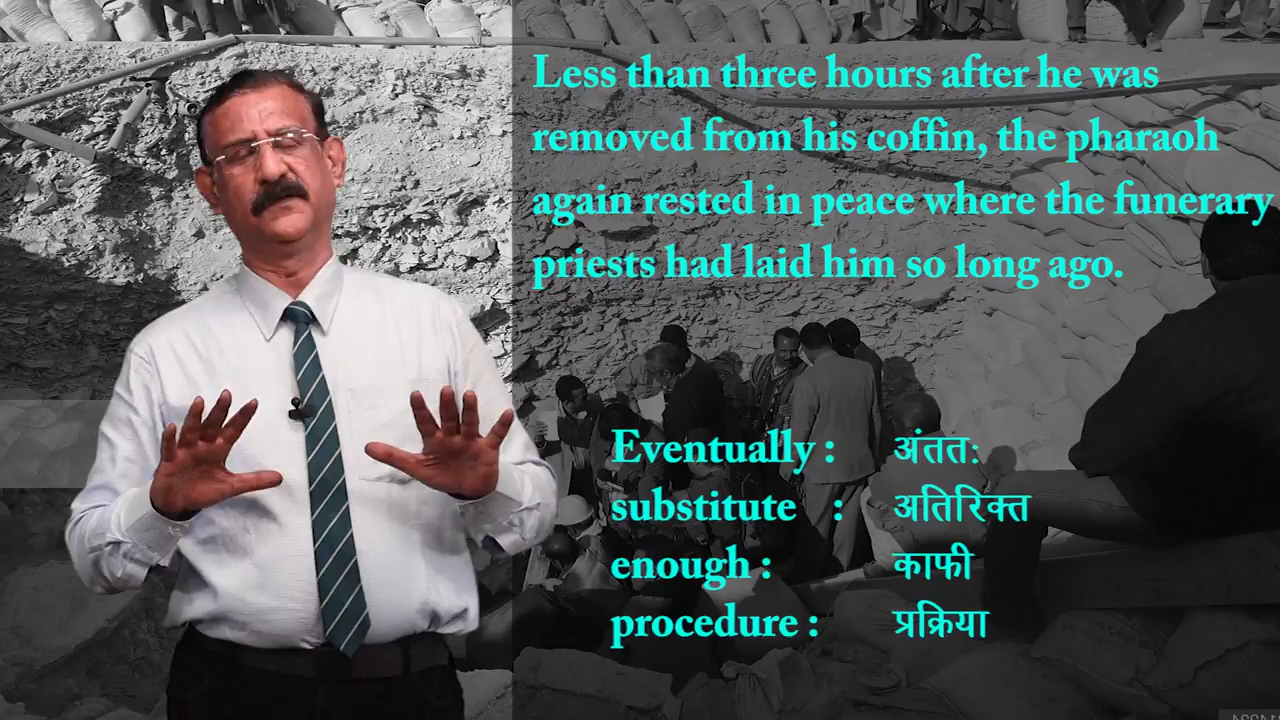 Less than three hours after he was
removed from his coffin, the pharaoh
again rested in peace where the funerary
priests had laid him so long ago.
Eventually : अंतत:
substitute : अतिरिक्त
enough : काफी
procedure : प्रक्रिया